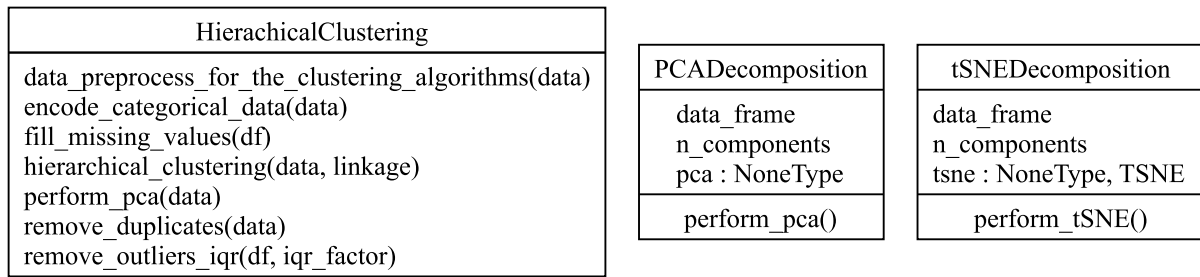 HierachicalClustering
data_preprocess_for_the_clustering_algorithms(data)
encode_categorical_data(data)
fill_missing_values(df)
hierarchical_clustering(data, linkage)
perform_pca(data)
remove_duplicates(data)
remove_outliers_iqr(df, iqr_factor)
PCADecomposition
data_frame
n_components
pca : NoneType
perform_pca()
tSNEDecomposition
data_frame
n_components
tsne : NoneType, TSNE
perform_tSNE()